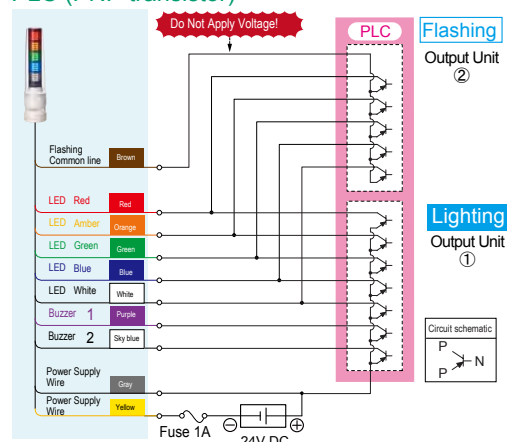 PLC (PNP transistor)
Do Not Apply Voltage!
PLC
Flashing
Output Unit
②
Flashing
Common line
Brown
LED Red
Red
LED Amber
Orange
LED Green
Green
LED Blue
Blue
LED White
White
Buzzer 1
Purple
Buzzer 2
Sky blue
Power Supply
Wire
Gray
Power Supply
Wire
Yellow
Fuse 1A
⊖
⊕
24V DC
Lighting
Output Unit
①
Circuit schematic
P
N
P